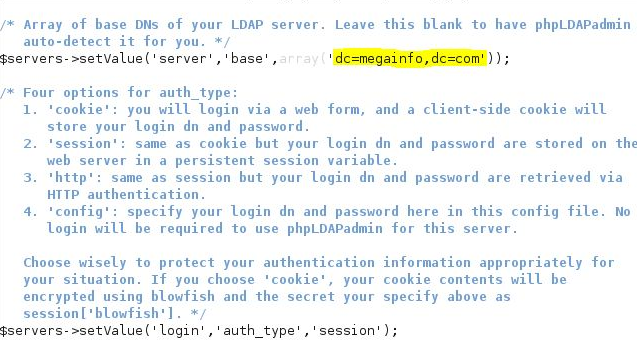 /* Array of base DNs of your LDAP server. Leave this blank to have phpLDAPadmin
auto-detect it for you. */
$servers->setValue('server','base',array('dc=megainfo,dc=com'));
/* Four options for auth_type:
1. 'cookie': you will login via a web form, and a client-side cookie will
store your login dn and password.
2. 'session': same as cookie but your login dn and password are stored on the
web server in a persistent session variable.
3. 'http': same as session but your login dn and password are retrieved via
HTTP authentication.
4. 'config': specify your login dn and password here in this config file. No
login will be required to use phpLDAPadmin for this server.
Choose wisely to protect your authentication information appropriately for
your situation. If you choose 'cookie', your cookie contents will be
encrypted using blowfish and the secret your specify above as
session['blowfish']. */
$servers->setValue('login','auth_type','session');